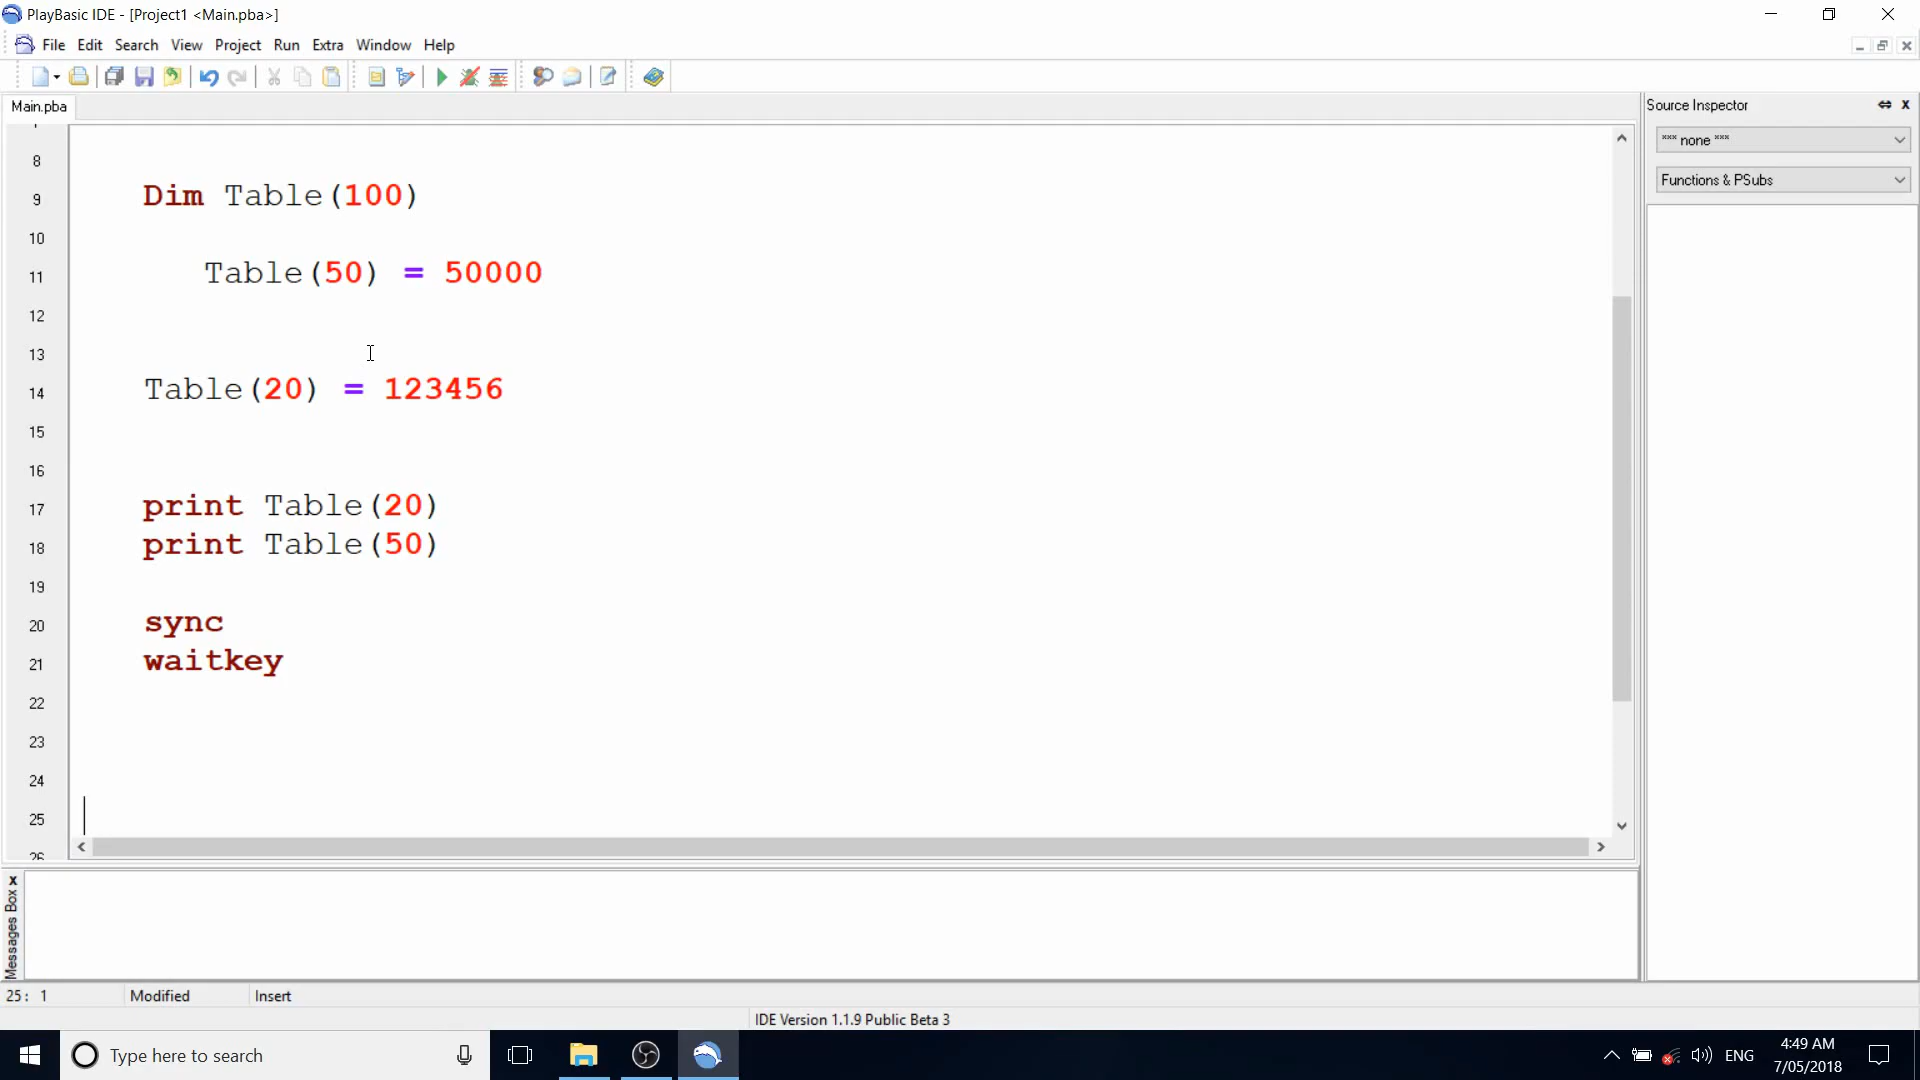 PlayBasic IDE - [Project1 <Main.pba>]
File Edit Search View Project Run Extra Window Help
Main.pba
Source Inspector
*** none ***
Functions & PSubs
8
9 Dim Table(100)
10
11 Table(50) = 50000
12
13
14 Table(20) = 123456
15
16
17 print Table(20)
18 print Table(50)
19
20 sync
21 waitkey
22
23
24
25
26
Messages Box
25: 1 Modified Insert
IDE Version 1.1.9 Public Beta 3
Type here to search
ENG
4:49 AM
7/05/2018